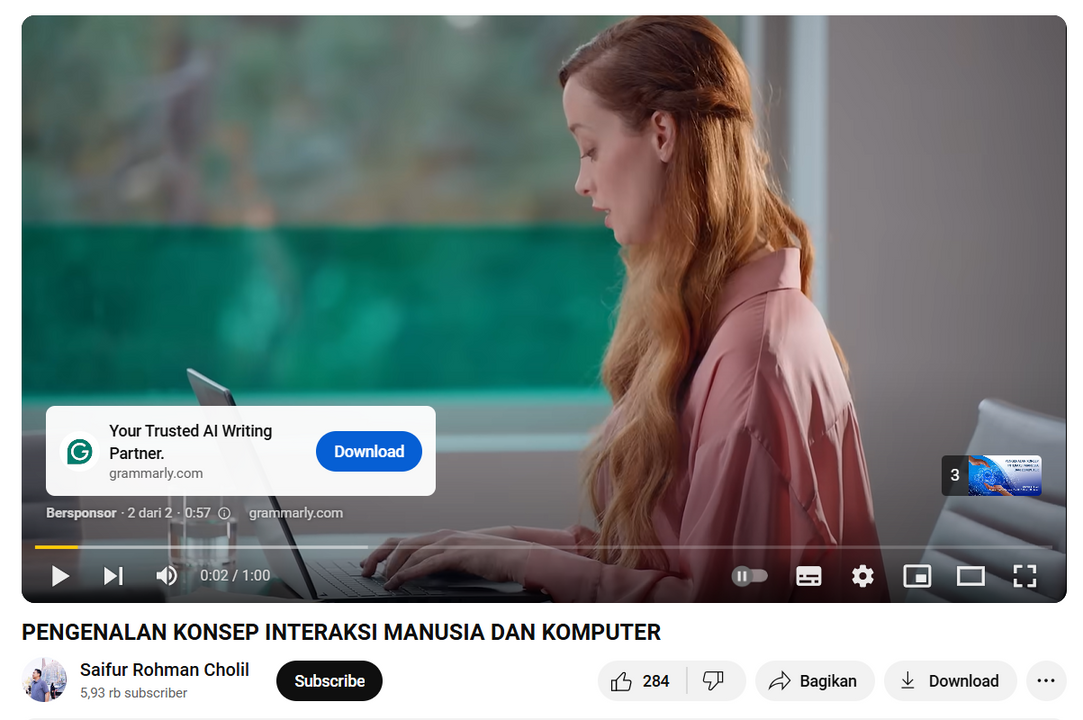 Your Trusted AI Writing
Partner.
grammarly.com
Download
3
Bersponsor · 2 dari 2 · 0:57
grammarly.com
0:02 / 1:00
PENGENALAN KONSEP INTERAKSI MANUSIA DAN KOMPUTER
Saifur Rohman Cholil
5,93 rb subscriber
Subscribe
284
Bagikan
Download